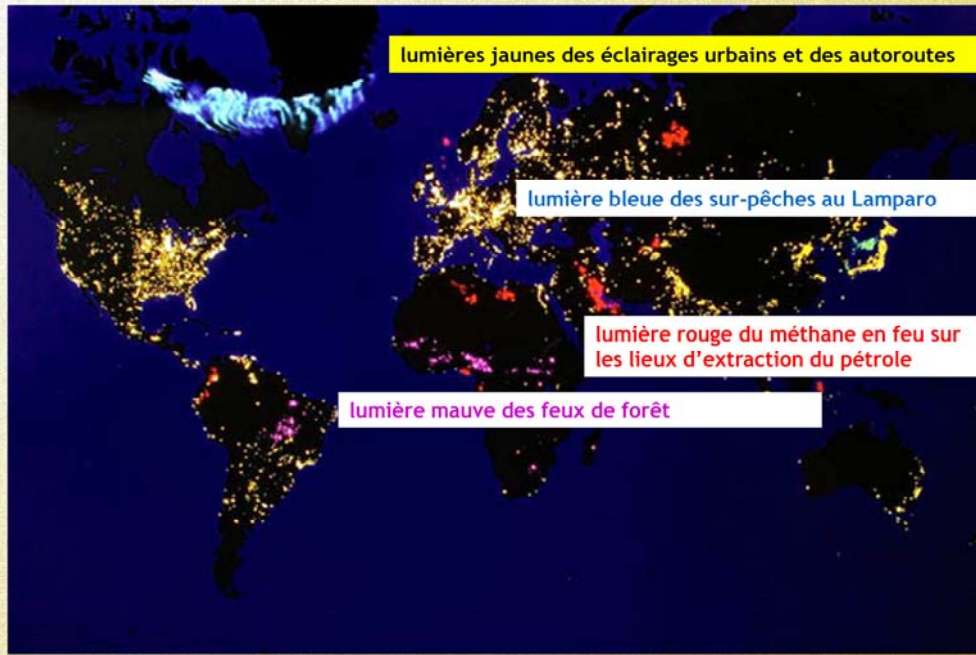 lumières jaunes des éclairages urbains et des autoroutes
lumière bleue des sur-pêches au Lamparo
lumière rouge du méthane en feu sur
les lieux d'extraction du pétrole
lumière mauve des feux de forêt